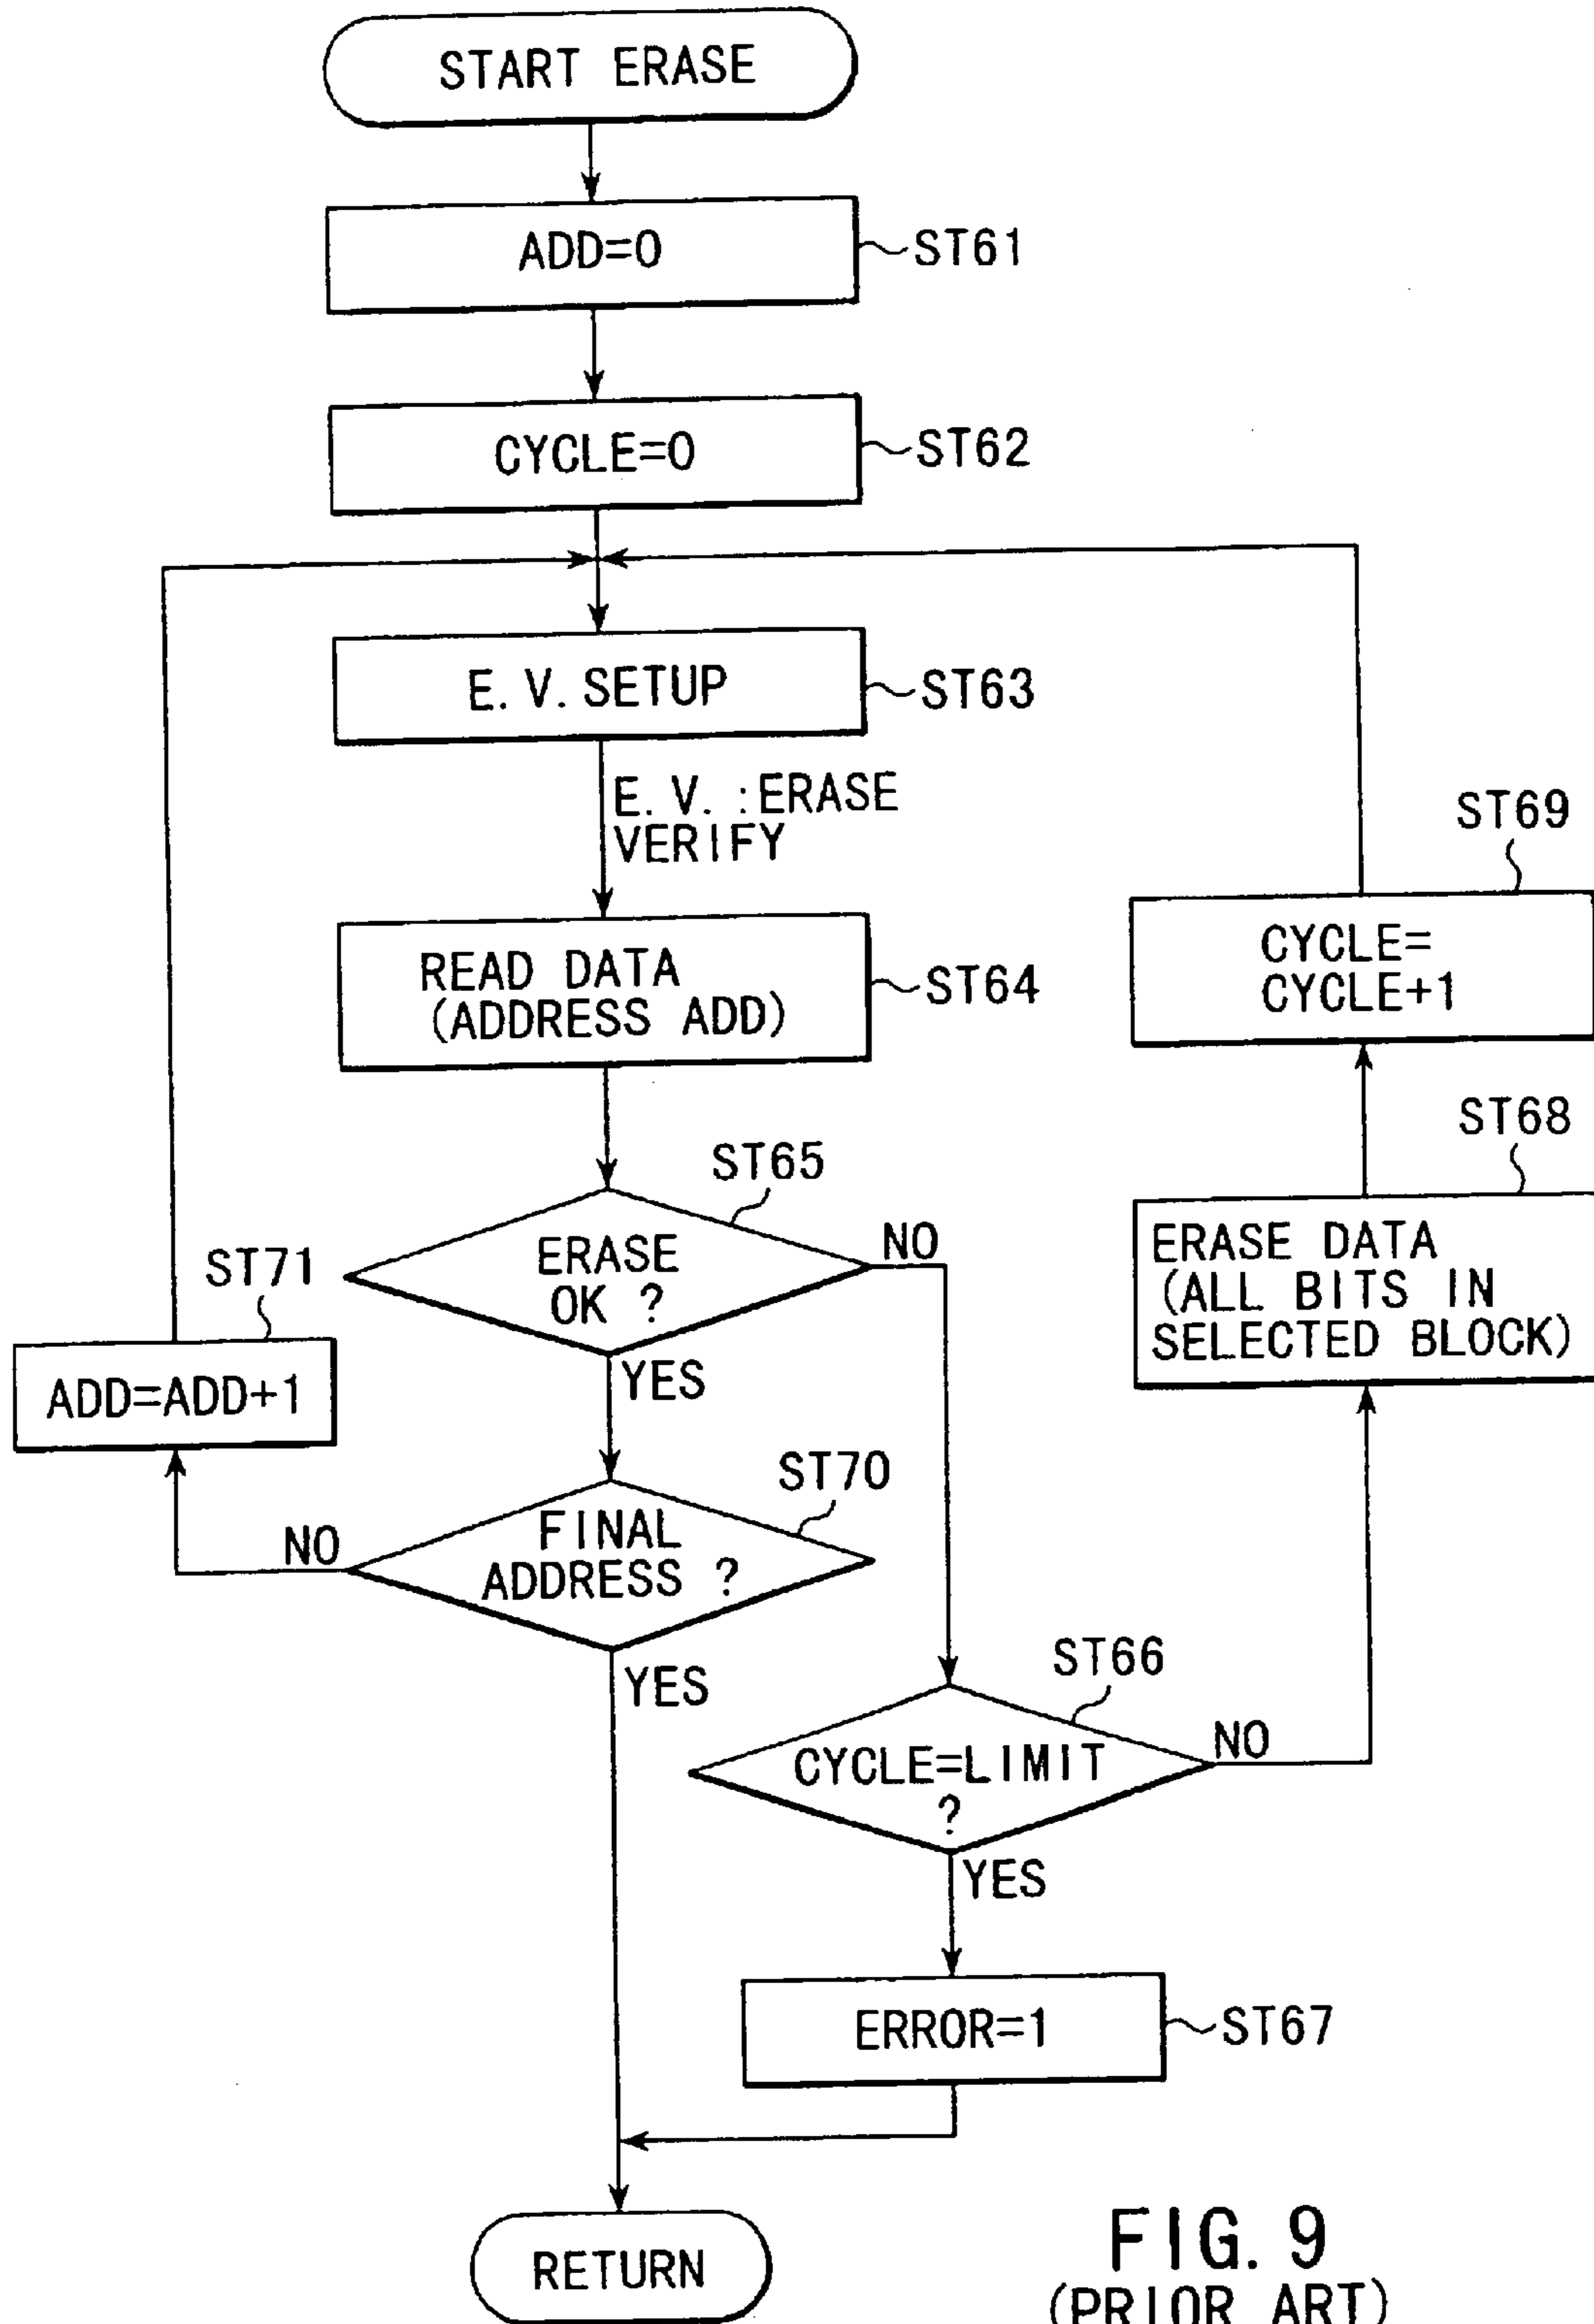 START ERASE
ADD=0
ST61
CYCLE=0
ST62
E. V. SETUP
ST63
E. V. :ERASE
VERIFY
READ DATA
(ADDRESS ADD)
ST64
ST65
ERASE
OK ?
NO
YES
ST71
ADD=ADD+1
ST70
FINAL
ADDRESS ?
NO
YES
ST69
CYCLE=
CYCLE+1
ST68
ERASE DATA
(ALL BITS IN
SELECTED BLOCK)
ST66
CYCLE=LIMIT
?
NO
YES
ERROR=1
ST67
RETURN
FIG. 9
(PRIOR ART)